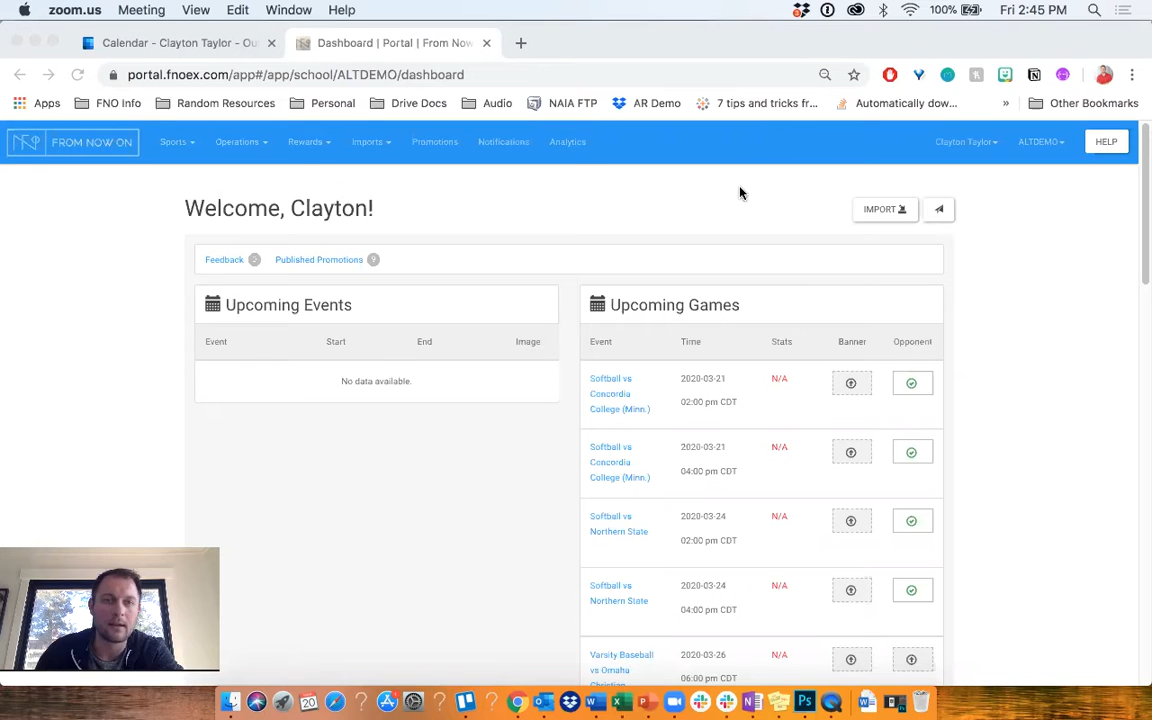 zoom.us Meeting View Edit Window Help 100% Fri 2:45 PM
Calendar - Clayton Taylor - Ou Dashboard | Portal | From Now
portal.fnoex.com/app#/app/school/ALTDEMO/dashboard
Apps FNO Info Random Resources Personal Drive Docs Audio NAIA FTP AR Demo 7 tips and tricks fr... Automatically dow... » Other Bookmarks
FROM NOW ON Sports Operations Rewards Imports Promotions Notifications Analytics Clayton Taylor ALTDEMO HELP
Welcome, Clayton!
IMPORT
Feedback Published Promotions 9
Upcoming Events
Event Start End Image
No data available.
Upcoming Games
Event Time Stats Banner Opponent
Softball vs
Concordia
College (Minn.)
2020-03-21
02:00 pm CDT
N/A
Softball vs
Concordia
College (Minn.)
2020-03-21
04:00 pm CDT
N/A
Softball vs
Northern State
2020-03-24
02:00 pm CDT
N/A
Softball vs
Northern State
2020-03-24
04:00 pm CDT
N/A
Varsity Baseball
vs Omaha
Christian
2020-03-26
06:00 pm CDT
N/A
20